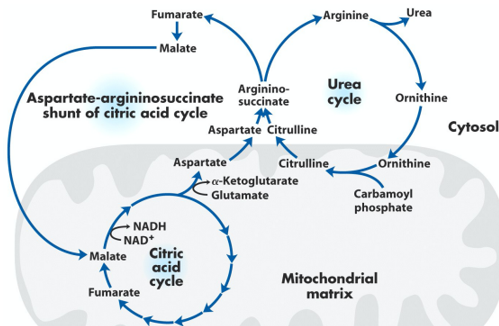 Fumarate
Malate
Arginine
Urea
Aspartate-argininosuccinate
shunt of citric acid cycle
Arginino-
succinate
Urea
cycle
Ornithine
Aspartate
Citrulline
Cytosol
Aspartate
Citrulline
Ornithine
α-Ketoglutarate
Glutamate
Carbamoyl
phosphate
NADH
NAD+
Malate
Citric
acid
cycle
Fumarate
Mitochondrial
matrix